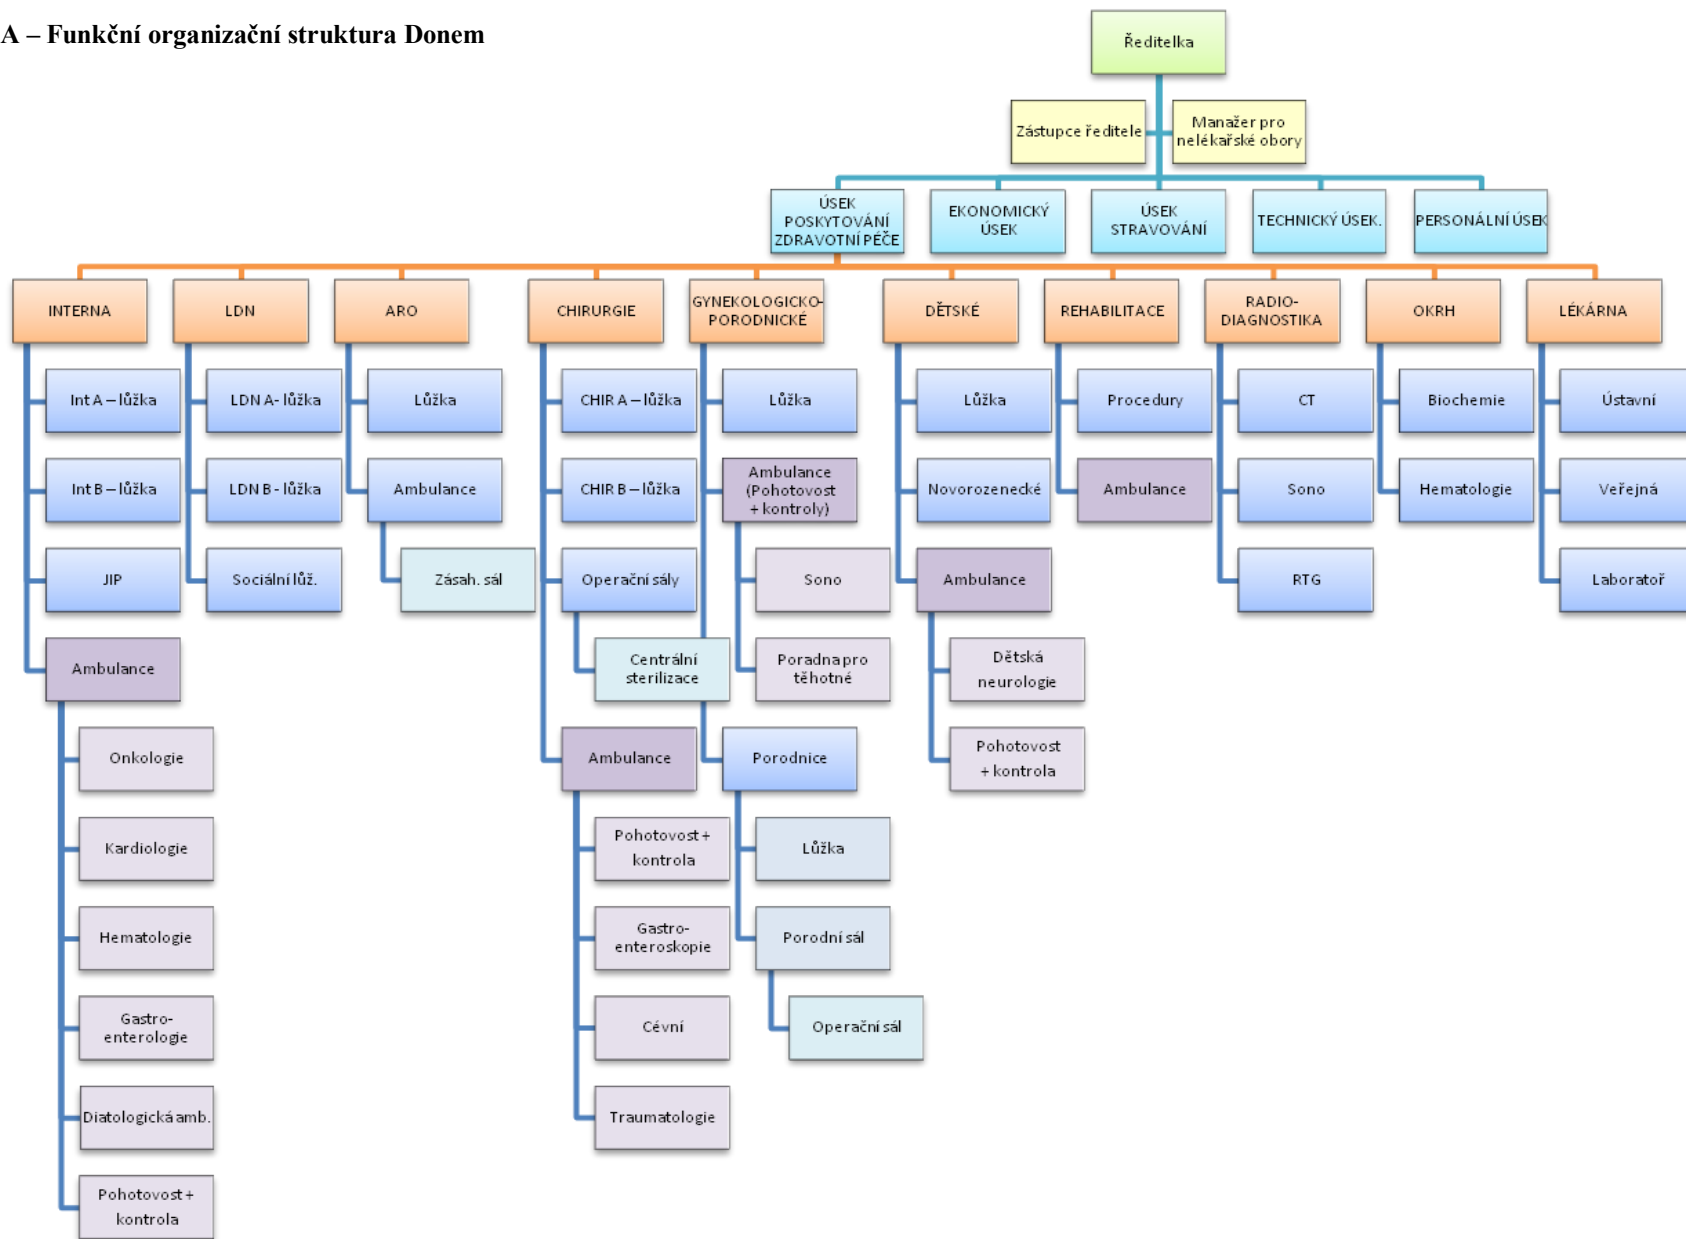 A – Funkční organizační struktura Donem
Ředitelka
Zástupce ředitele
Manažer pro
nelékařské obory
ÚSEK
POSKYTOVÁNÍ
ZDRAVOTNÍ PÉČE
EKONOMICKÝ
ÚSEK
ÚSEK
STRAVOVÁNÍ
TECHNICKÝ ÚSEK.
PERSONÁLNÍ ÚSEK
INTERNA
LDN
ARO
CHIRURGIE
GYNEKOLOGICKO-
PORODNICKÉ
DĚTSKÉ
REHABILITACE
RADIO-
DIAGNOSTIKA
OKRH
LÉKÁRNA
Int A – lůžka
Int B – lůžka
JIP
Ambulance
Onkologie
Kardiologie
Hematologie
Gastro-
enterologie
Diatologická amb.
Pohotovost +
kontrola
LDN A- lůžka
LDN B - lůžka
Sociální lůž.
Lůžka
Ambulance
Zásah. sál
CHIR A – lůžka
CHIR B – lůžka
Operační sály
Centrální
sterilizace
Ambulance
Pohotovost +
kontrola
Gastro-
enteroskopie
Cévní
Traumatologie
Lůžka
Ambulance
(Pohotovost
+ kontroly)
Sono
Poradna pro
těhotné
Porodnice
Lůžka
Porodní sál
Operační sál
Lůžka
Novorozenecké
Ambulance
Dětská
neurologie
Pohotovost
+ kontrola
Procedury
Ambulance
CT
Sono
RTG
Biochemie
Hematologie
Ústavní
Veřejná
Laboratoř